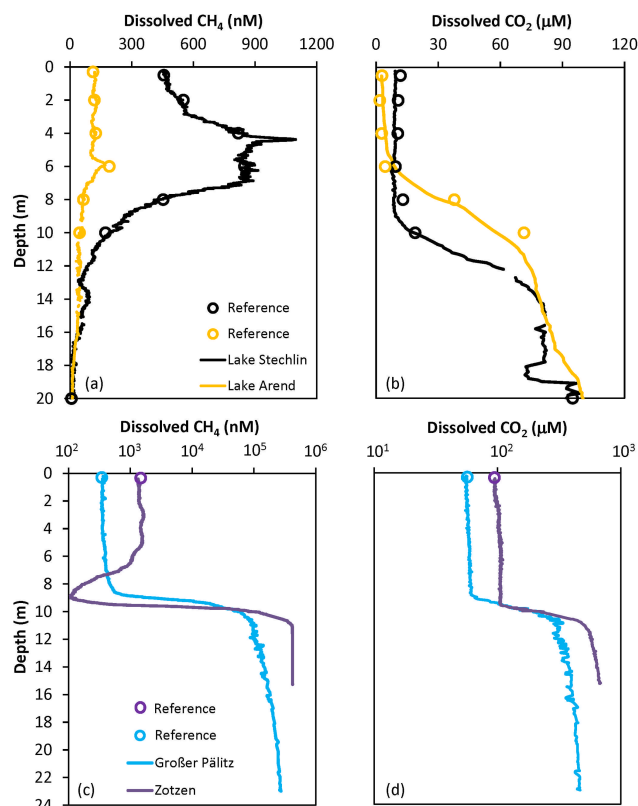 Dissolved CH4 (nM)
0 300 600 900 1200
0
2
4
6
8
10
12
14
16
18
20
Depth (m)
Reference
Reference
Lake Stechlin
Lake Arend
(a)
Dissolved CO2 (µM)
0 30 60 90 120
(b)
Dissolved CH4 (nM)
10^2 10^3 10^4 10^5 10^6
0
2
4
6
8
10
12
14
16
18
20
22
24
Depth (m)
Reference
Reference
Großer Pälitz
Zotzen
(c)
Dissolved CO2 (µM)
10^1 10^2 10^3
(d)